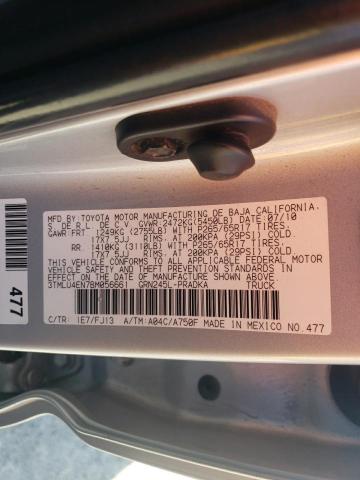 MFD. BY: TOYOTA MOTOR MANUFACTURING DE BAJA CALIFORNIA,
S. DE R.L. DE C.V. GVWR: 2472KG(5450LB) DATE: 07/10
GAWR FRT 1249KG (2755LB) WITH P265/65R17 TIRES,
17X7.5JJ RIMS, AT 200KPA (29PSI) COLD.
RR 1410KG (3110LB) WITH P265/65R17 TIRES,
17X7.5JJ RIMS, AT 200KPA (29PSI) COLD.
THIS VEHICLE CONFORMS TO ALL APPLICABLE FEDERAL MOTOR
VEHICLE SAFETY STANDARDS IN EFFECT ON THE
DATE OF MANUFACTURE SHOWN ABOVE.
3TMLU4EN7BM056661 GRN245L-PRADKA TRUCK
C/TR: 1E7/FJ13 A/TM: A04C/A750F MADE IN MEXICO NO.477
477